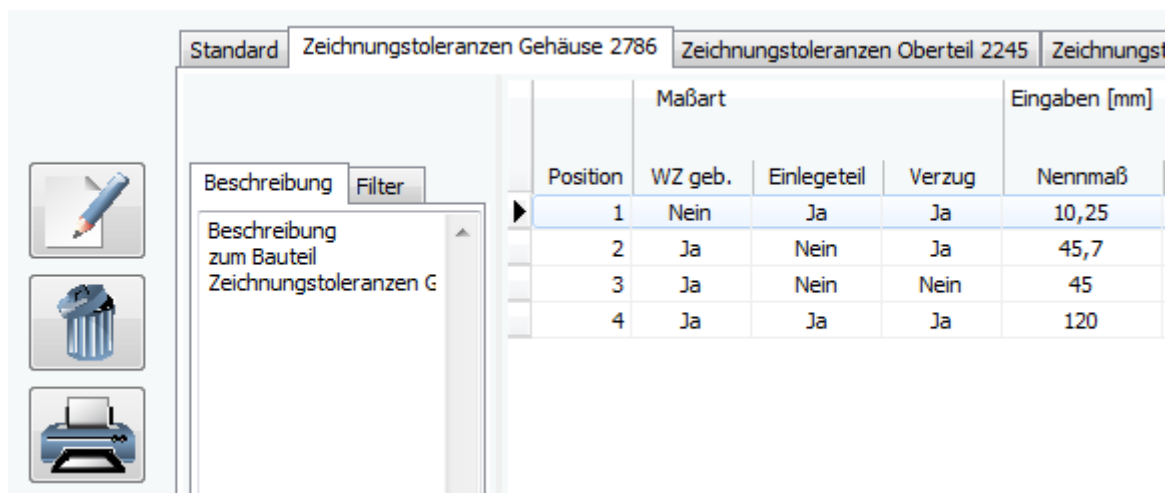 Standard Zeichnungstoleranzen Gehäuse 2786 Zeichnungstoleranzen Oberteil 2245 Zeichnungst
Maßart Eingaben [mm]
Position WZ geb. Einlegeteil Verzug Nennmaß
1 Nein Ja Ja 10,25
2 Ja Nein Ja 45,7
3 Ja Nein Nein 45
4 Ja Ja Ja 120
Beschreibung Filter
Beschreibung
zum Bauteil
Zeichnungstoleranzen G